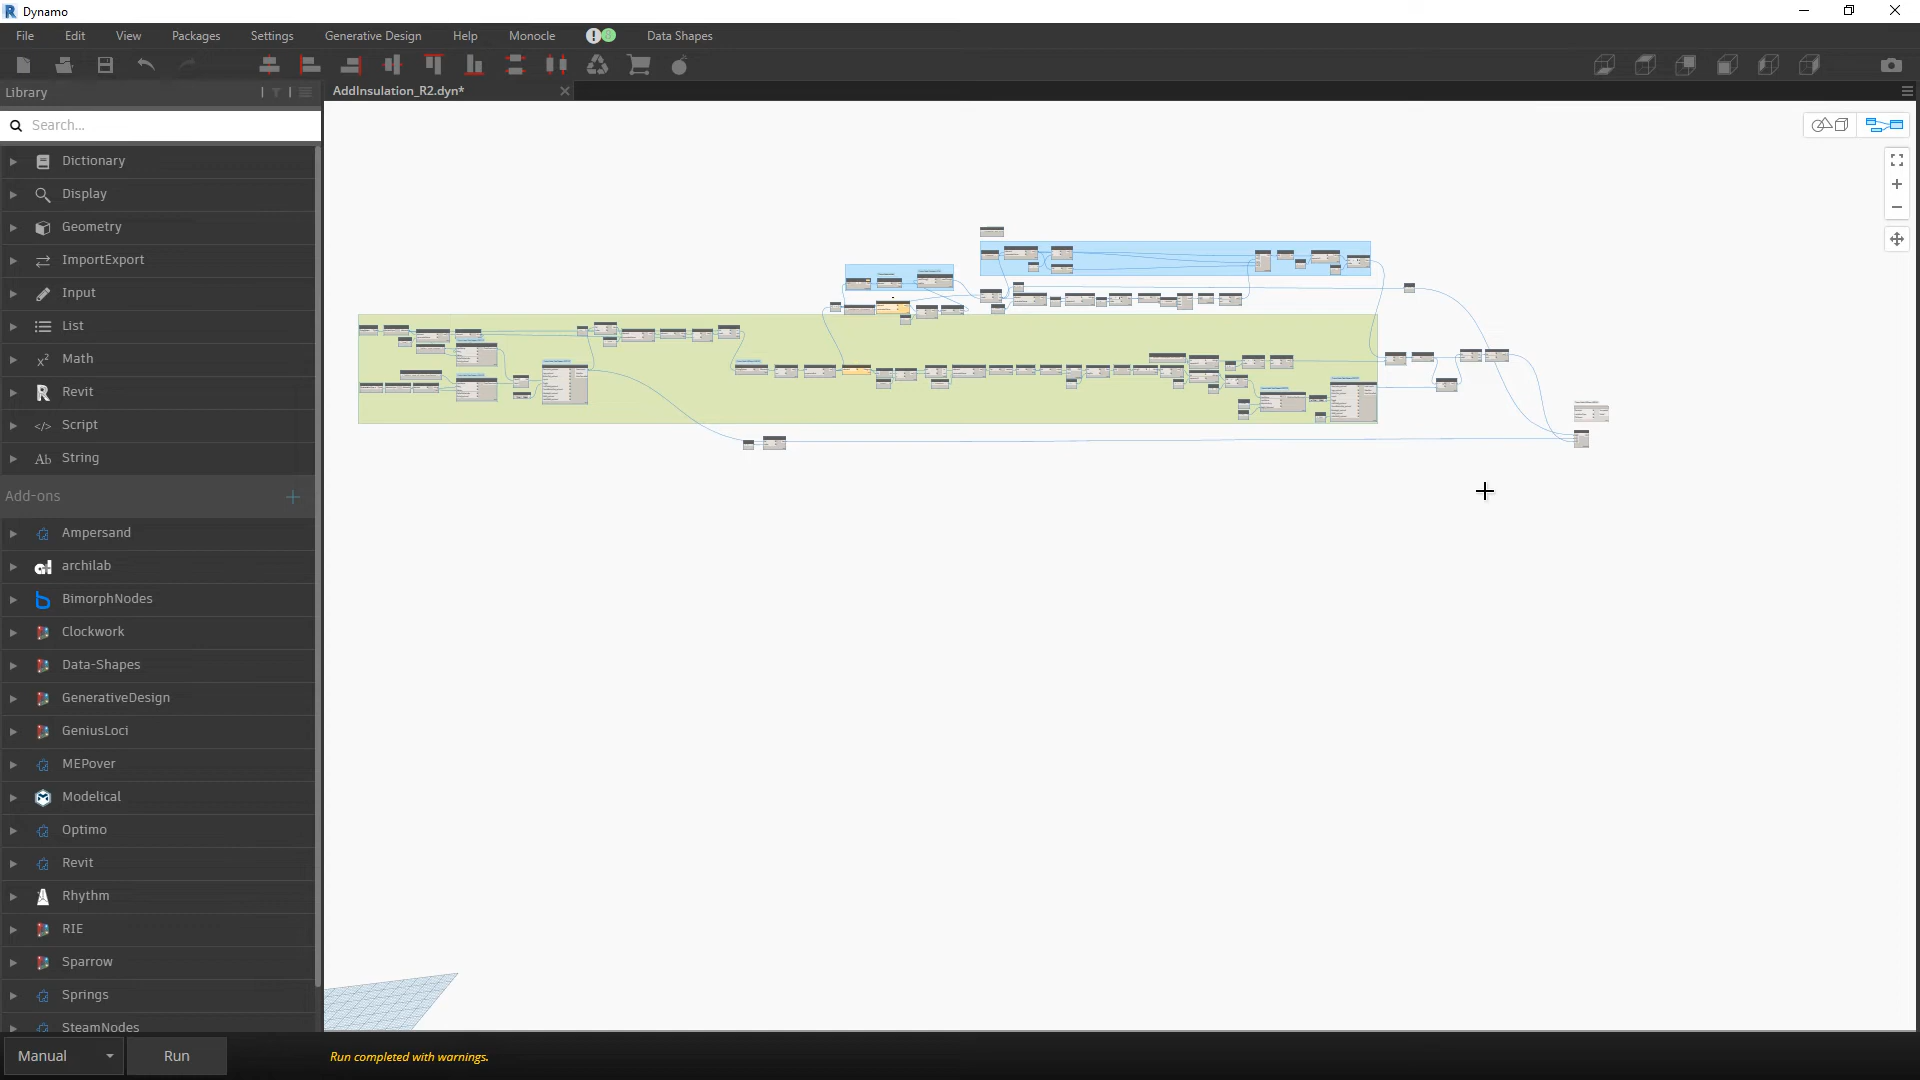 Dynamo
File Edit View Packages Settings Generative Design Help Monocle Data Shapes
Library
AddInsulation_R2.dyn*
Search...
Dictionary
Display
Geometry
ImportExport
Input
List
Math
Revit
Script
String
Add-ons
Ampersand
archilab
BimorphNodes
Clockwork
Data-Shapes
GenerativeDesign
GeniusLoci
MEPover
Modelical
Optimo
Revit
Rhythm
RIE
Sparrow
Springs
SteamNodes
Manual
Run
Run completed with warnings.